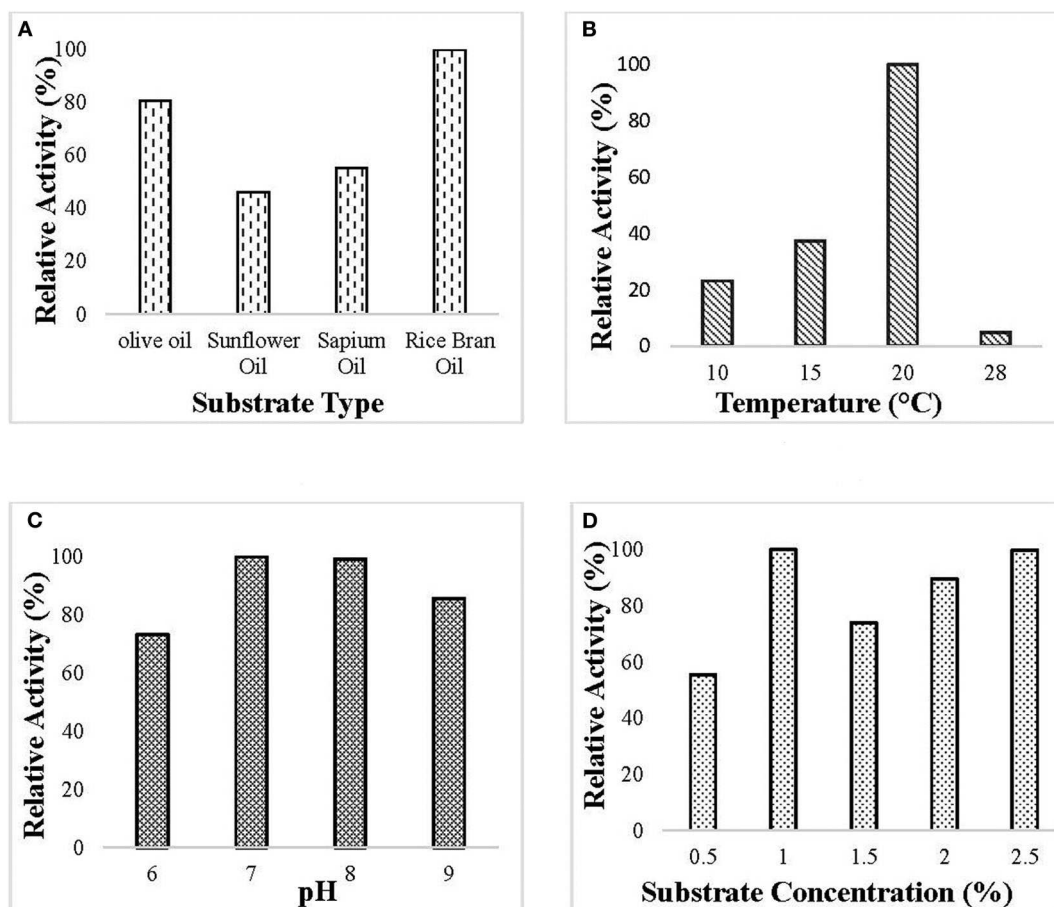 A
Relative Activity (%)
100
80
60
40
20
0
olive oil Sunflower Sapium Rice Bran
Oil Oil Oil
Substrate Type
B
Relative Activity (%)
100
80
60
40
20
0
10 15 20 28
Temperature (°C)
C
Relative Activity (%)
100
80
60
40
20
0
6 7 8 9
pH
D
Relative Activity (%)
100
80
60
40
20
0
0.5 1 1.5 2 2.5
Substrate Concentration (%)